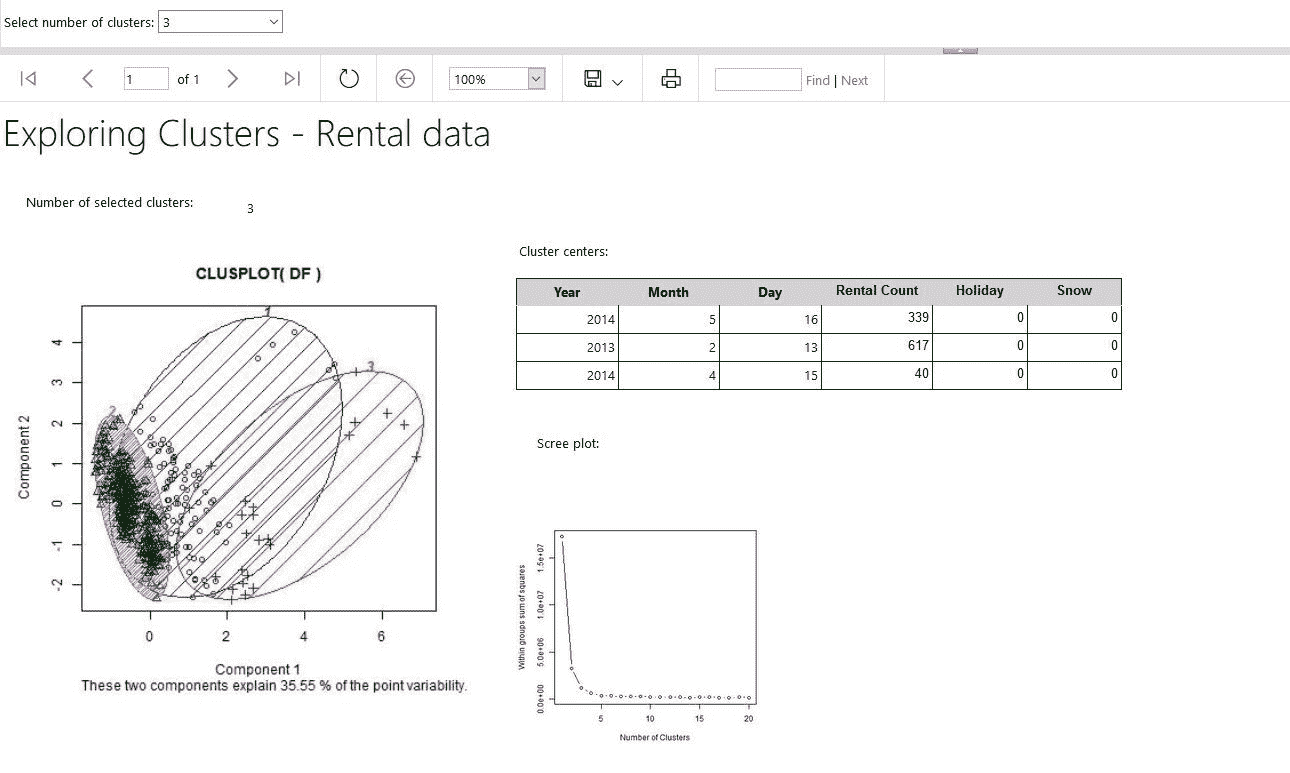 Select number of clusters: 3
1 of 1 100% Find | Next
Exploring Clusters - Rental data
Number of selected clusters: 3
CLUSPLOT( DF )
1
2
3
Component 2
4
3
2
1
0
-1
-2
0 2 4 6
Component 1
These two components explain 35.55 % of the point variability.
Cluster centers:
Year Month Day Rental Count Holiday Snow
2014 5 16 339 0 0
2013 2 13 617 0 0
2014 4 15 40 0 0
Scree plot:
Within groups sum of squares
1.5e+07
1.0e+07
5.0e+06
0.0e+00
5 10 15 20
Number of Clusters